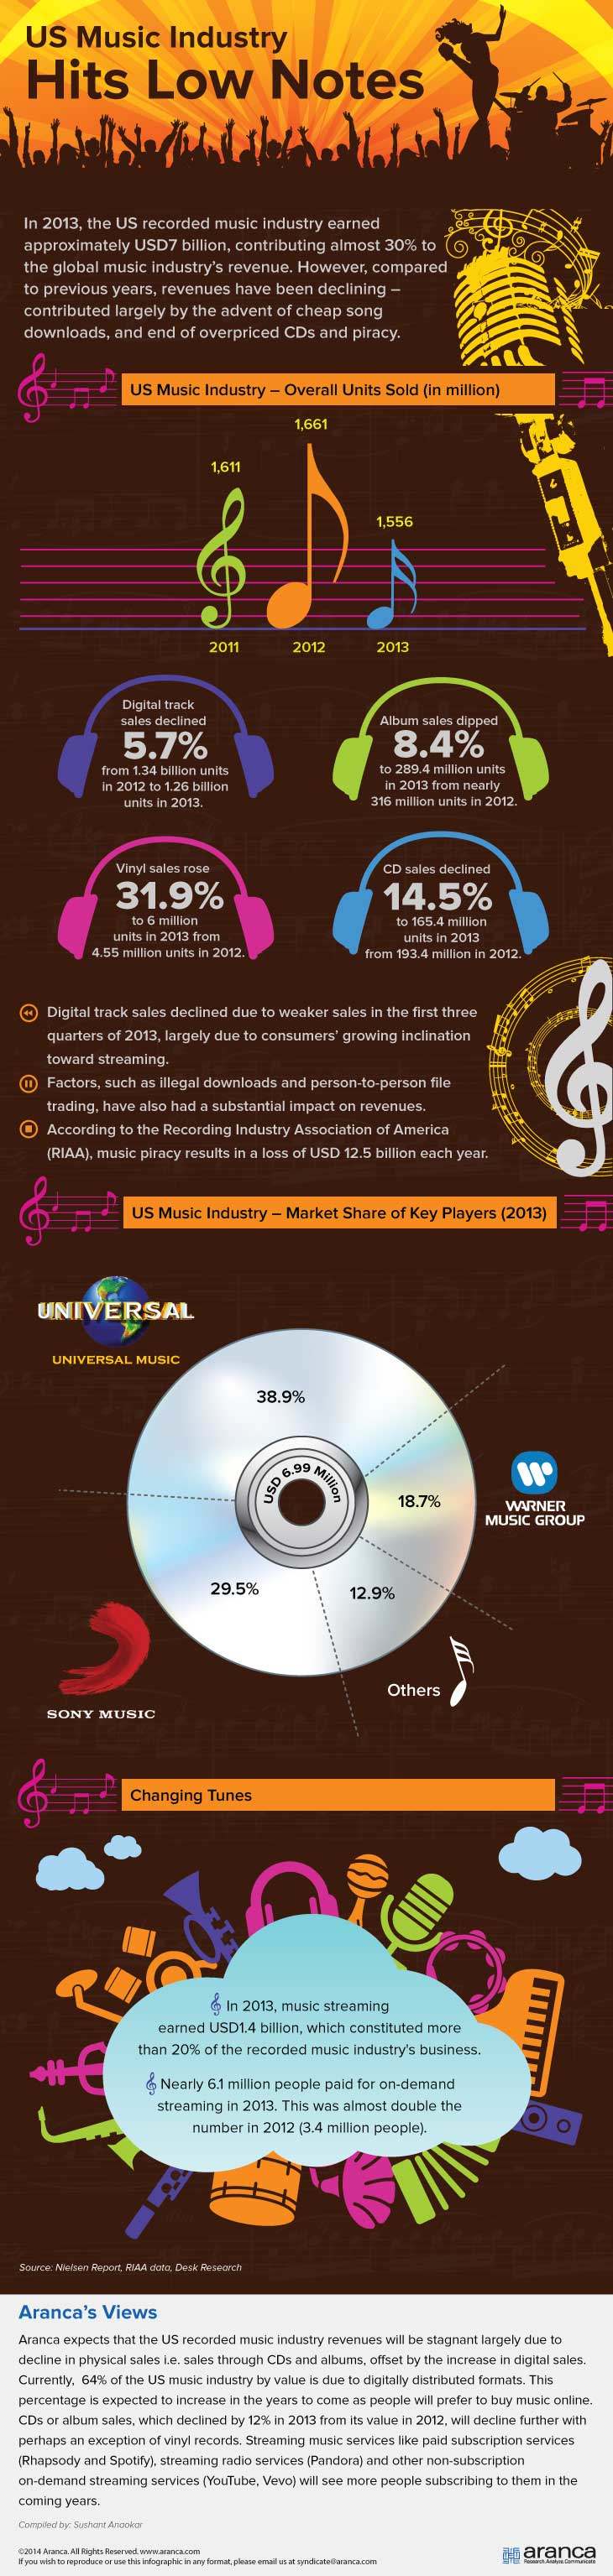 US Music Industry
Hits Low Notes
In 2013, the US recorded music industry earned
approximately USD7 billion, contributing almost 30% to
the global music industry's revenue. However, compared
to previous years, revenues have been declining –
contributed largely by the advent of cheap song
downloads, and end of overpriced CDs and piracy.
US Music Industry – Overall Units Sold (in million)
1,661
1,611
1,556
2011
2012
2013
Digital track
sales declined
5.7%
from 1.34 billion units
in 2012 to 1.26 billion
units in 2013.
Album sales dipped
8.4%
to 289.4 million units
in 2013 from nearly
316 million units in 2012.
Vinyl sales rose
31.9%
to 6 million
units in 2013 from
4.55 million units in 2012.
CD sales declined
14.5%
to 165.4 million
units in 2013
from 193.4 million in 2012.
Digital track sales declined due to weaker sales in the first three
quarters of 2013, largely due to consumers' growing inclination
toward streaming.
Factors, such as illegal downloads and person-to-person file
trading, have also had a substantial impact on revenues.
According to the Recording Industry Association of America
(RIAA), music piracy results in a loss of USD 12.5 billion each year.
US Music Industry – Market Share of Key Players (2013)
UNIVERSAL
UNIVERSAL MUSIC
38.9%
USD 6.99 Million
18.7%
WARNER
MUSIC GROUP
29.5%
12.9%
Others
SONY MUSIC
Changing Tunes
In 2013, music streaming
earned USD1.4 billion, which constituted more
than 20% of the recorded music industry's business.
Nearly 6.1 million people paid for on-demand
streaming in 2013. This was almost double the
number in 2012 (3.4 million people).
Source: Nielsen Report, RIAA data, Desk Research
Aranca's Views
Aranca expects that the US recorded music industry revenues will be stagnant largely due to
decline in physical sales i.e. sales through CDs and albums, offset by the increase in digital sales.
Currently, 64% of the US music industry by value is due to digitally distributed formats. This
percentage is expected to increase in the years to come as people will prefer to buy music online.
CDs or album sales, which declined by 12% in 2013 from its value in 2012, will decline further with
perhaps an exception of vinyl records. Streaming music services like paid subscription services
(Rhapsody and Spotify), streaming radio services (Pandora) and other non-subscription
on-demand streaming services (YouTube, Vevo) will see more people subscribing to them in the
coming years.
Compiled by: Sushant Anaokar
©2014 Aranca. All Rights Reserved. www.aranca.com
If you wish to reproduce or use this infographic in any format, please email us at syndicate@aranca.com
aranca
Research.Analyze.Communicate